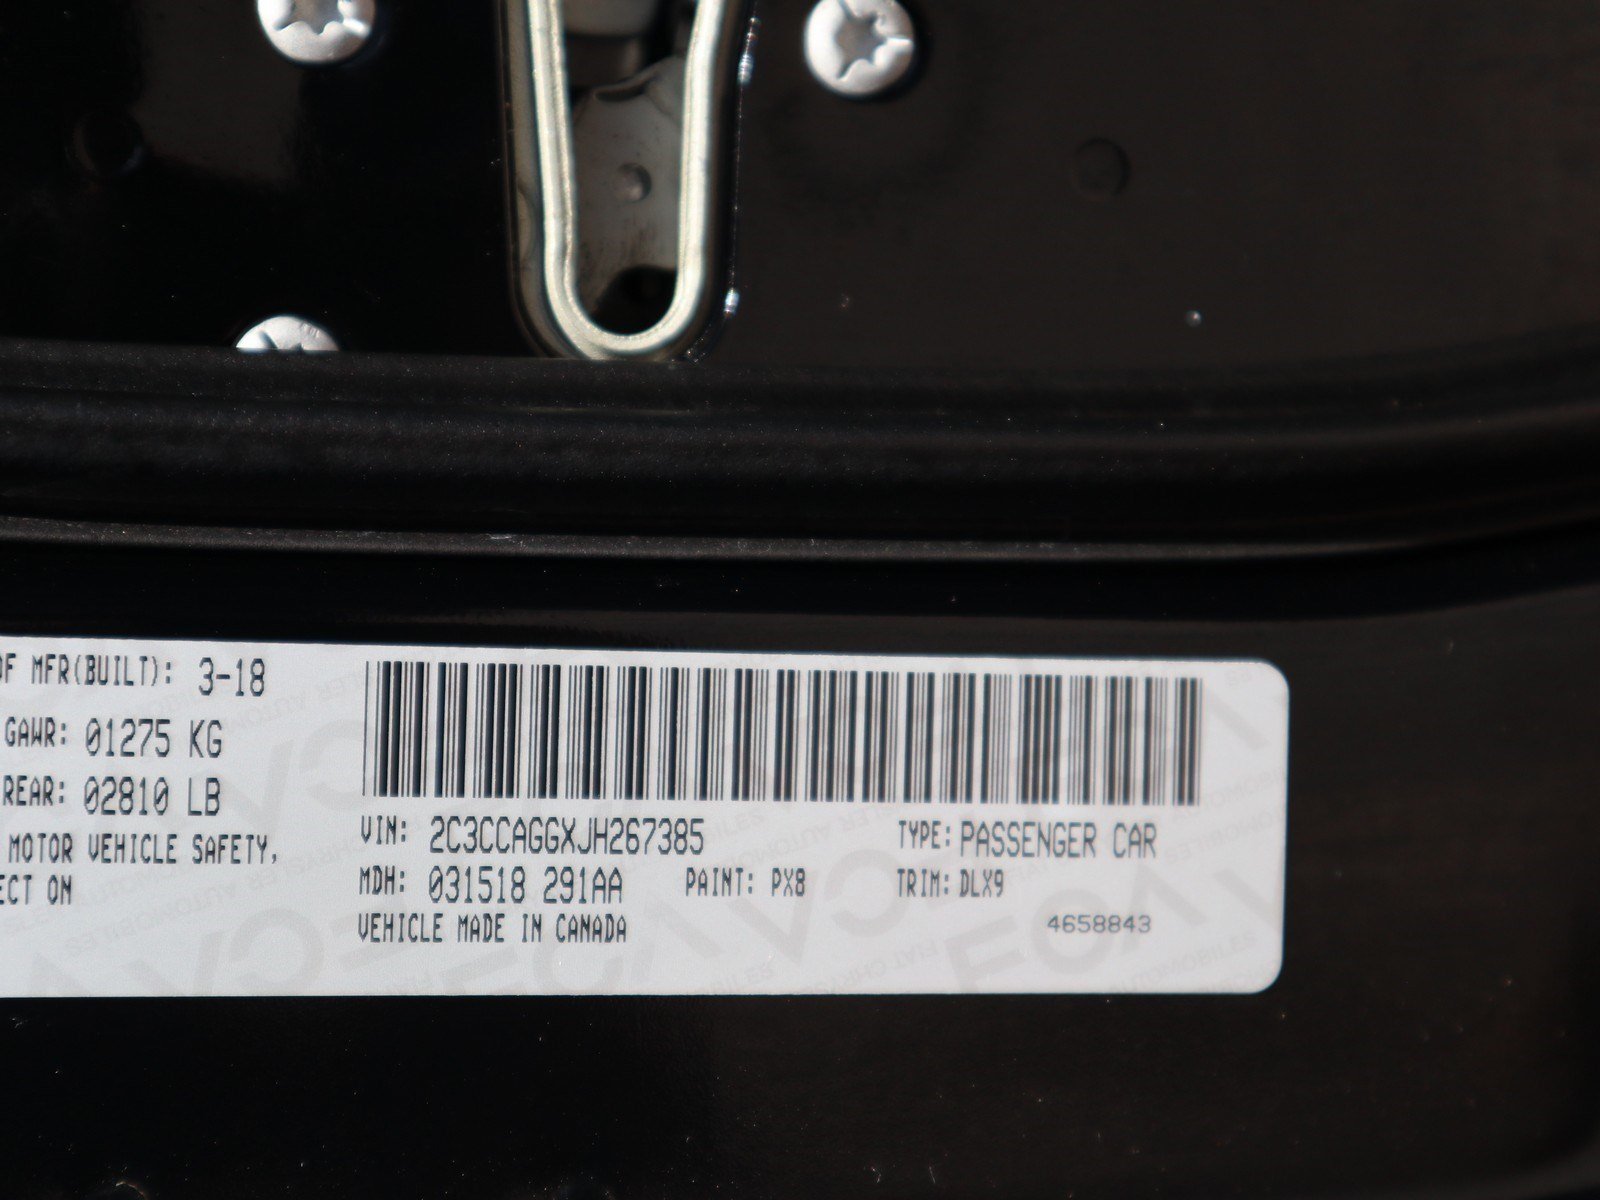 OF MFR(BUILT): 3-18
GAWR: 01275 KG
REAR: 02810 LB
MOTOR VEHICLE SAFETY,
ECT ON
VIN: 2C3CCAGGXJH267385 TYPE: PASSENGER CAR
MDH: 031518 291AA PAINT: PX8 TRIM: DLX9
VEHICLE MADE IN CANADA 4658843